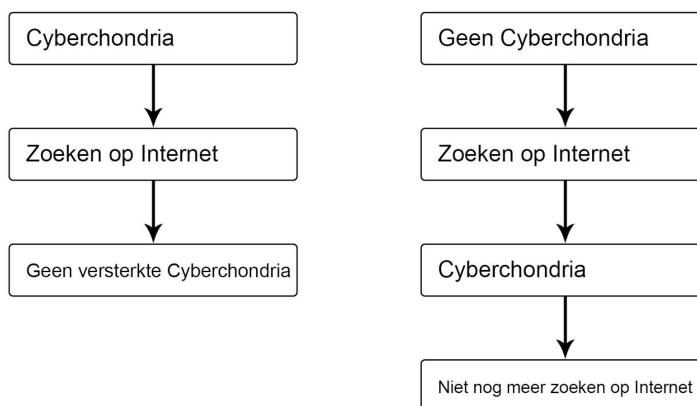 Cyberchondria
Zoeken op Internet
Geen versterkte Cyberchondria
Geen Cyberchondria
Zoeken op Internet
Cyberchondria
Niet nog meer zoeken op Internet